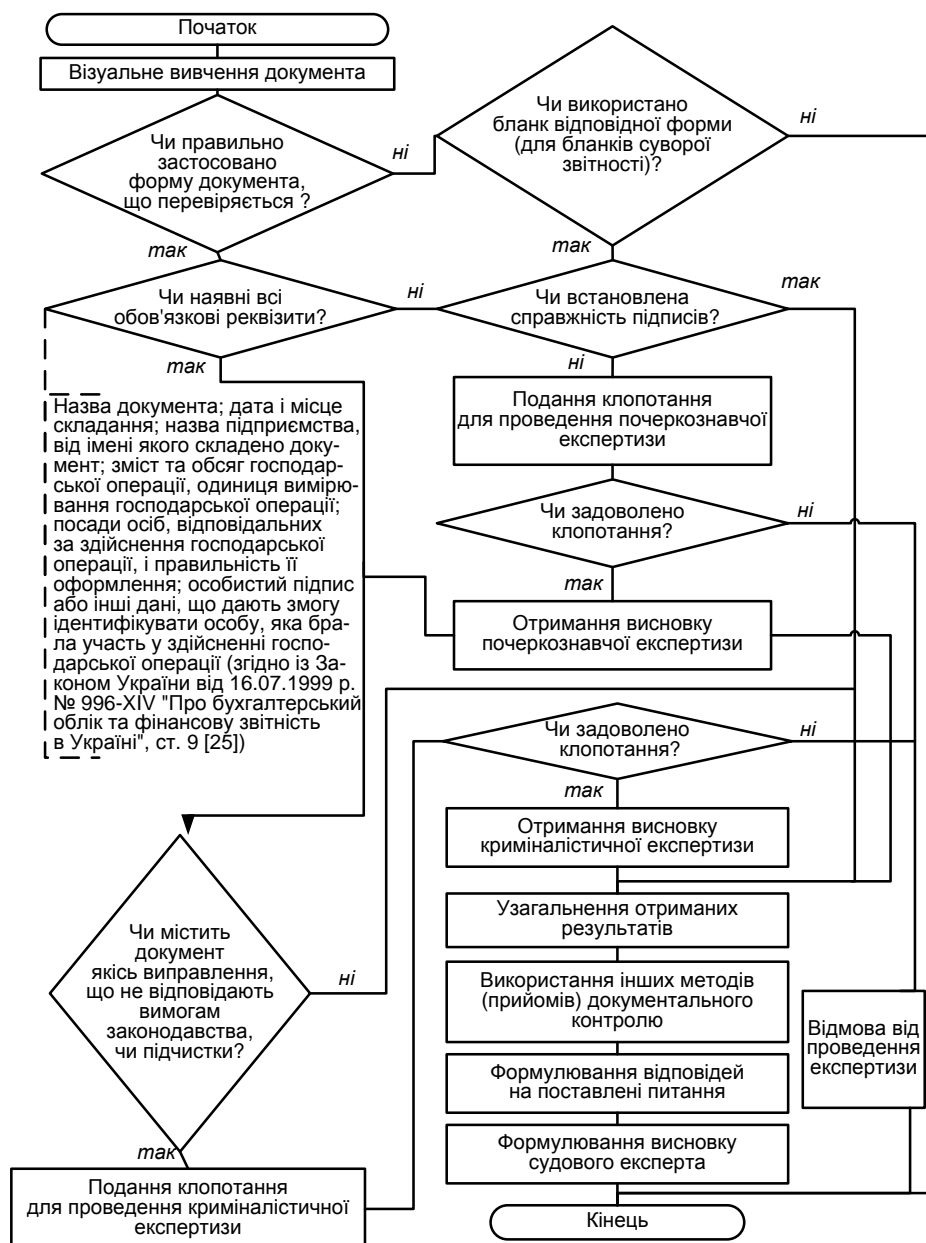 Початок
Візуальне вивчення документа
Чи правильно
застосовано
форму документа,
що перевіряється ?
ні
Чи використано
бланк відповідної форми
(для бланків суворої
звітності)?
ні
так
так
Чи наявні всі
обов'язкові реквізити?
ні
Чи встановлена
справжність підписів?
так
так
ні
Назва документа; дата і місце
складання; назва підприємства,
від імені якого складено доку-
мент; зміст та обсяг господар-
ської операції, одиниця вимірю-
вання господарської операції;
посади осіб, відповідальних
за здійснення господарської
операції, і правильність її
оформлення; особистий підпис
або інші дані, що дають змогу
ідентифікувати особу, яка бра-
ла участь у здійсненні госпо-
дарської операції (згідно із За-
коном України від 16.07.1999 р.
№ 996-XIV "Про бухгалтерський
облік та фінансову звітність
в Україні", ст. 9 [25])
Подання клопотання
для проведення почеркознавчої
експертизи
Чи задоволено
клопотання?
ні
так
Отримання висновку
почеркознавчої експертизи
Чи задоволено
клопотання?
ні
так
Отримання висновку
криміналістичної експертизи
Узагальнення отриманих
результатів
Чи містить
документ
якісь виправлення,
що не відповідають
вимогам
законодавства,
чи підчистки?
ні
Використання інших методів
(прийомів) документального
контролю
Відмова від
проведення
експертизи
Формулювання відповідей
на поставлені питання
Формулювання висновку
судового експерта
так
Подання клопотання
для проведення криміналістичної
експертизи
Кінець